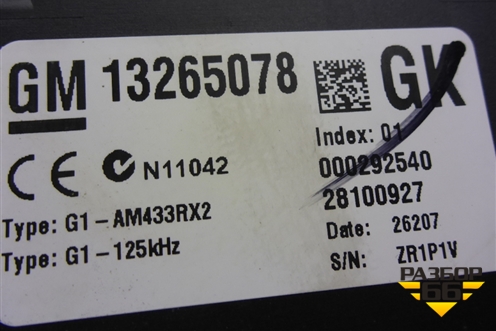 GM 13265078 GK
Index: 01
CE N11042 000292540
28100927
Type: G1-AM433RX2 Date: 26207
Type: G1-125kHz S/N: ZR1P1V
РАЗБОР
66